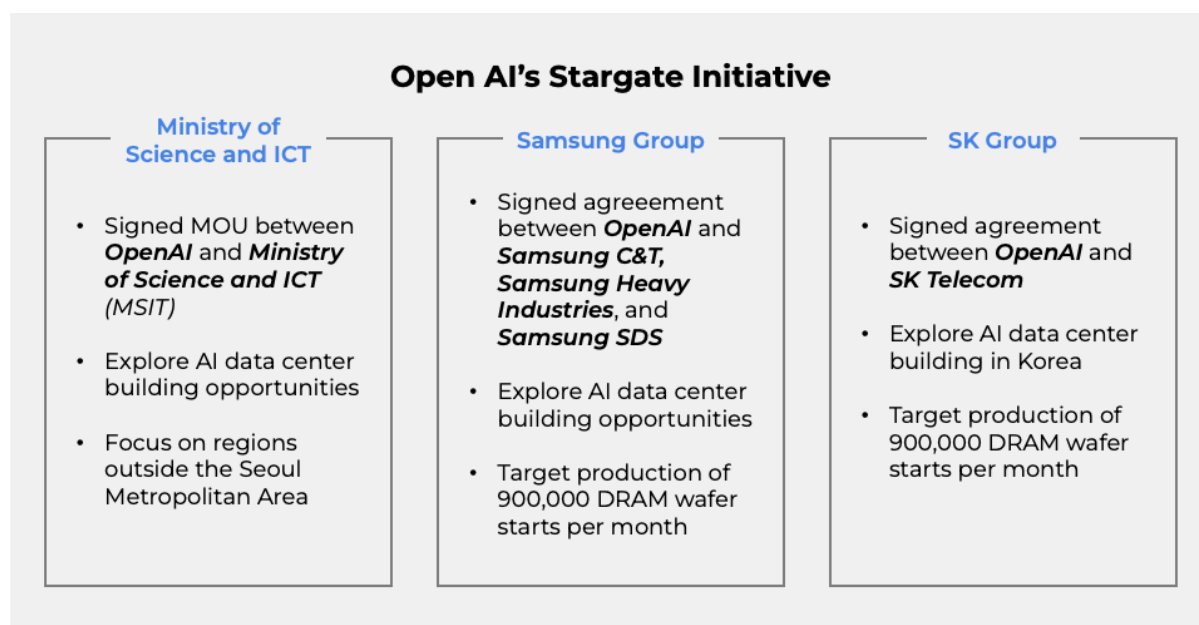 Open AI’s Stargate Initiative
Ministry of
Science and ICT
• Signed MOU between
OpenAI and Ministry
of Science and ICT
(MSIT)
• Explore AI data center
building opportunities
• Focus on regions
outside the Seoul
Metropolitan Area
Samsung Group
• Signed agreeement
between OpenAI and
Samsung C&T,
Samsung Heavy
Industries, and
Samsung SDS
• Explore AI data center
building opportunities
• Target production of
900,000 DRAM wafer
starts per month
SK Group
• Signed agreement
between OpenAI and
SK Telecom
• Explore AI data center
building in Korea
• Target production of
900,000 DRAM wafer
starts per month